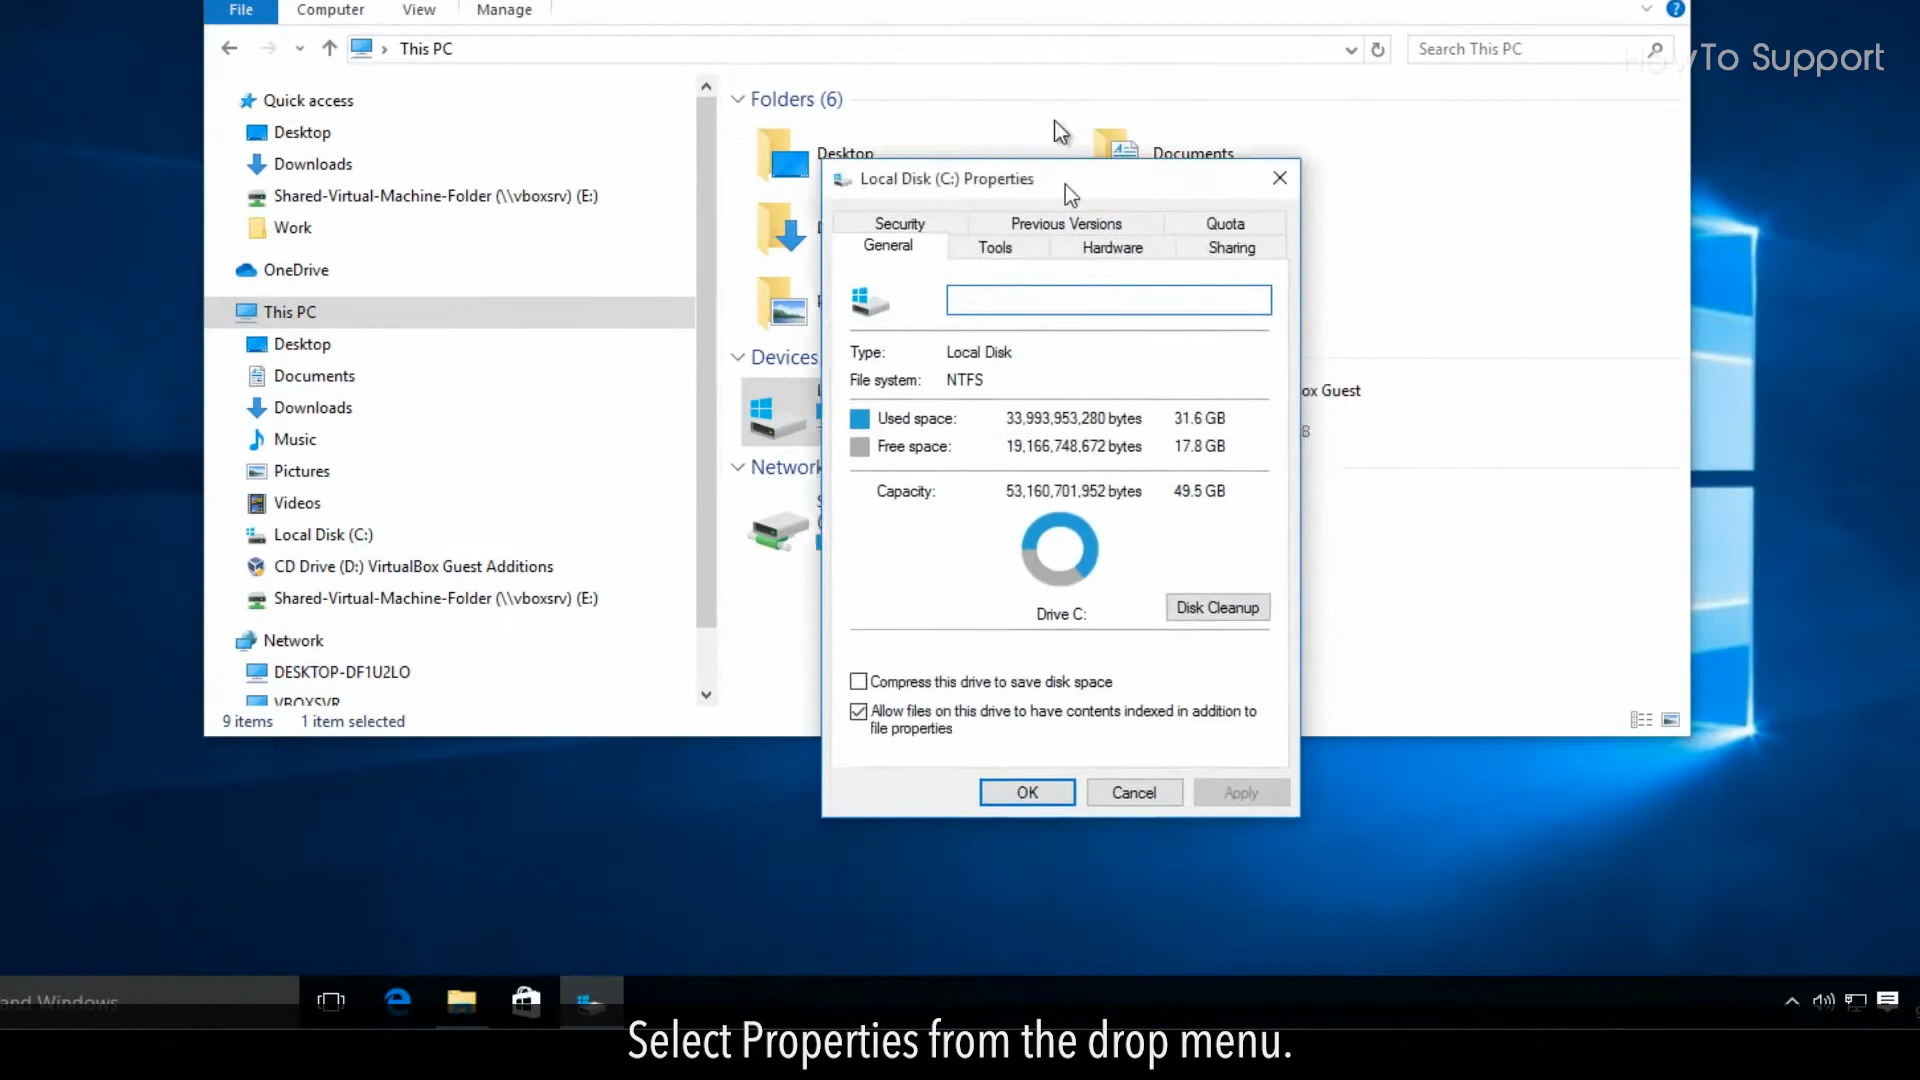 File Computer View Manage
This PC
Search This PC
HowTo Support
Quick access
Desktop
Downloads
Shared-Virtual-Machine-Folder (\\vboxsrv) (E:)
Work
OneDrive
This PC
Desktop
Documents
Downloads
Music
Pictures
Videos
Local Disk (C:)
CD Drive (D:) VirtualBox Guest Additions
Shared-Virtual-Machine-Folder (\\vboxsrv) (E:)
Network
DESKTOP-DF1U2LO
VBOXSVR
9 items 1 item selected
Folders (6)
Desktop
Documents
Devices
ox Guest
Network
Local Disk (C:) Properties
Security Previous Versions Quota
General Tools Hardware Sharing
Type: Local Disk
File system: NTFS
Used space: 33,993,953,280 bytes 31.6 GB
Free space: 19,166,748,672 bytes 17.8 GB
Capacity: 53,160,701,952 bytes 49.5 GB
Drive C:
Disk Cleanup
Compress this drive to save disk space
Allow files on this drive to have contents indexed in addition to
file properties
OK Cancel Apply
and Windows
Select Properties from the drop menu.